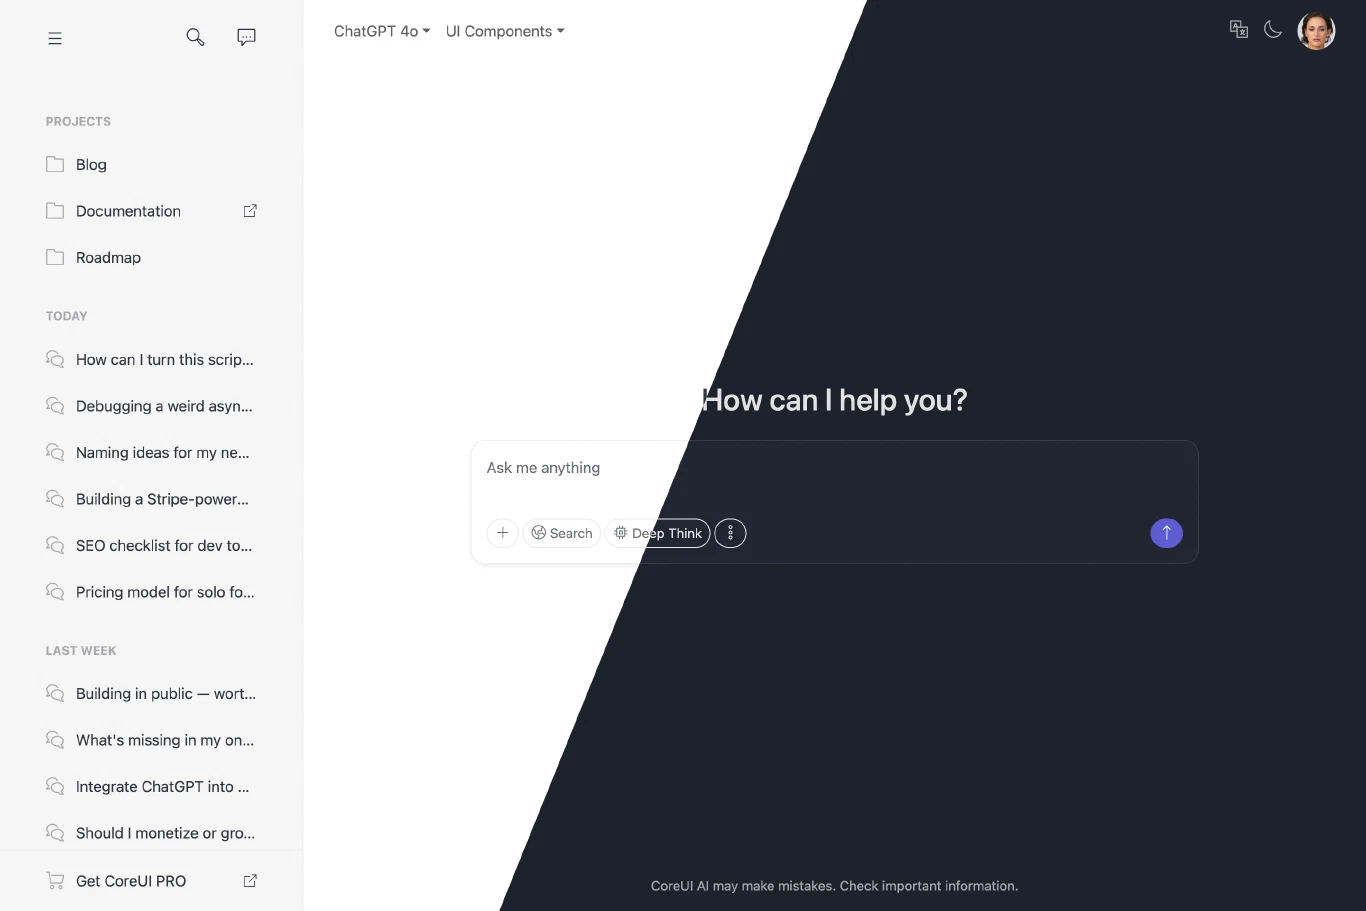 ChatGPT 4o
UI Components
PROJECTS
Blog
Documentation
Roadmap
TODAY
How can I turn this scrip...
Debugging a weird asyn...
Naming ideas for my ne...
Building a Stripe-power...
SEO checklist for dev to...
Pricing model for solo fo...
LAST WEEK
Building in public — wort...
What's missing in my on...
Integrate ChatGPT into ...
Should I monetize or gro...
Get CoreUI PRO
How can I help you?
Ask me anything
Search
Deep Think
CoreUI AI may make mistakes. Check important information.